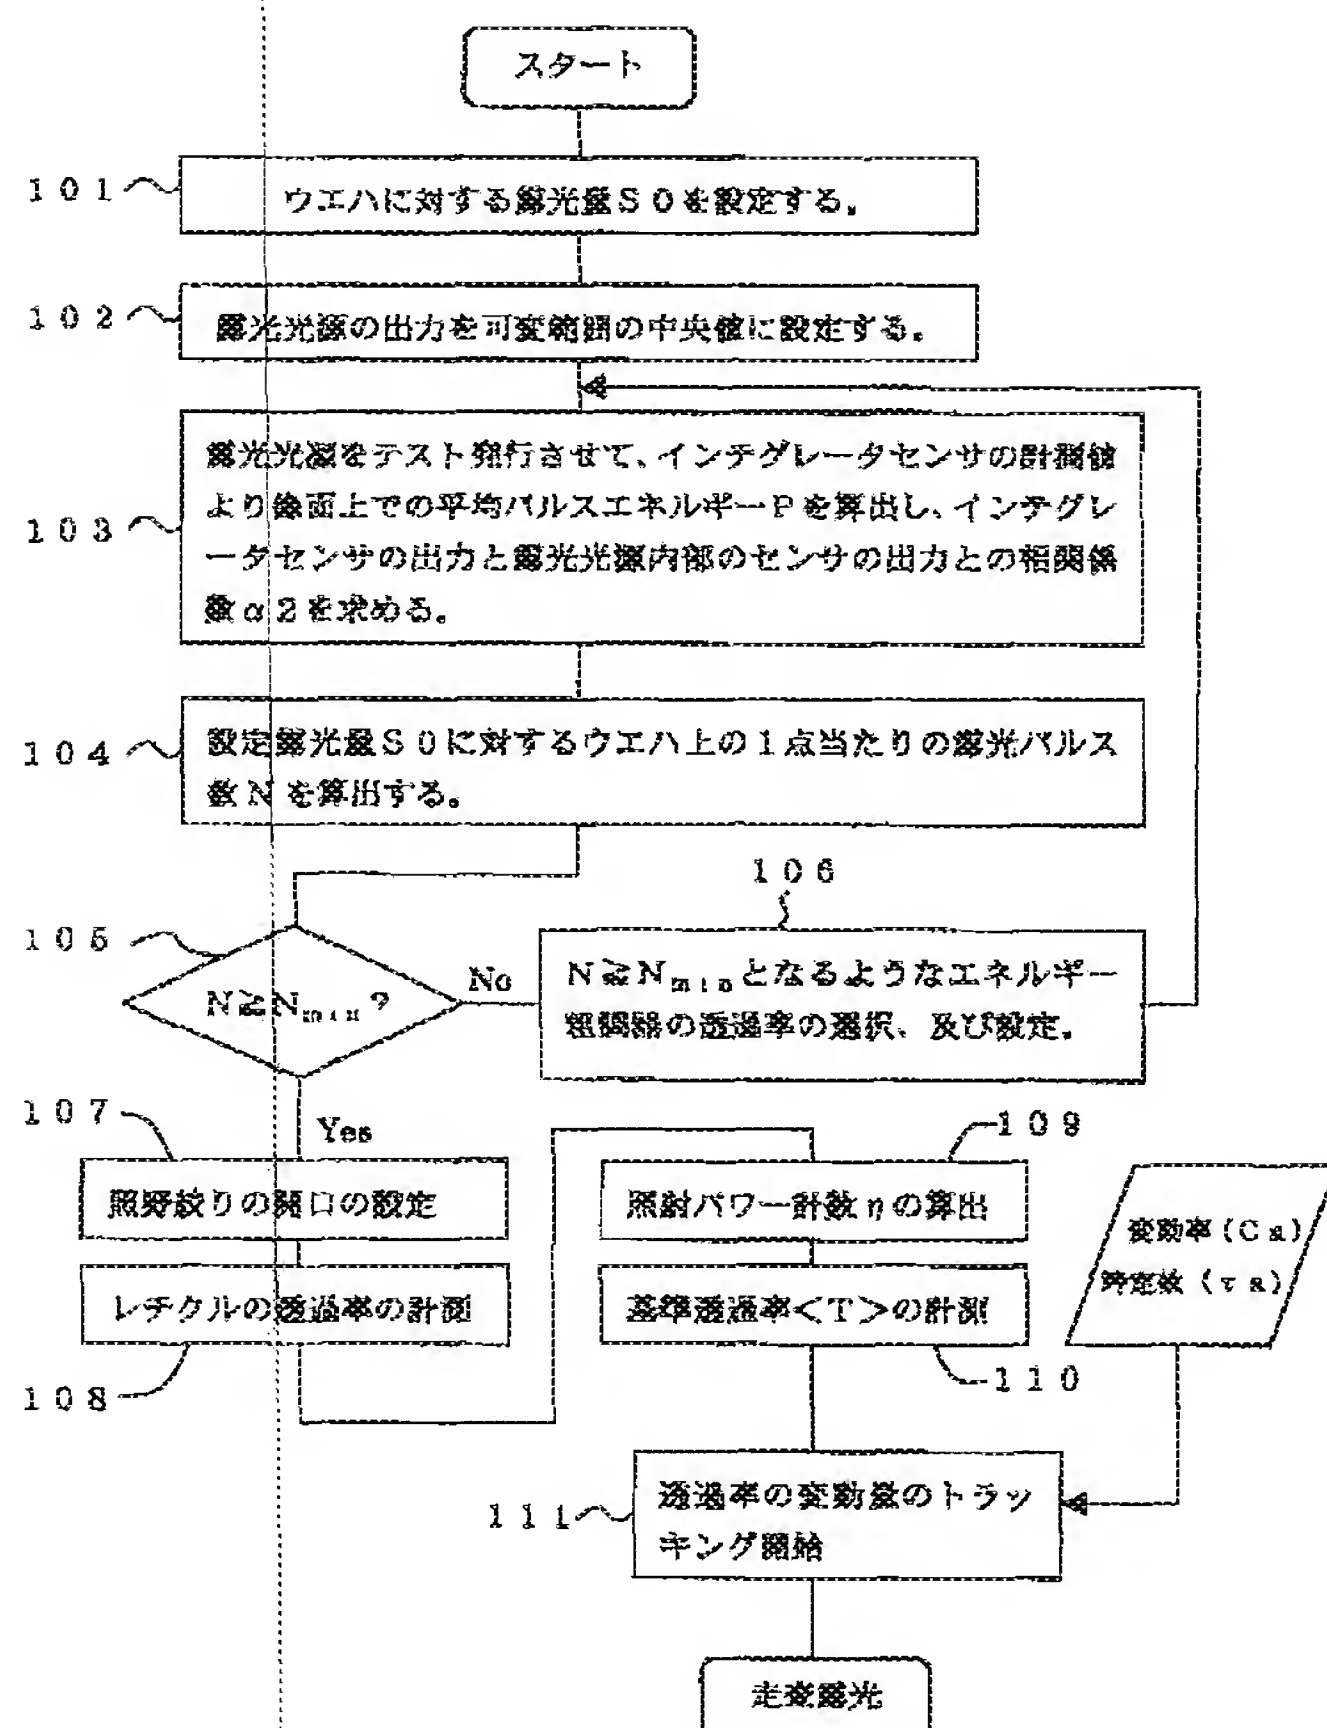 スタート
101
ウエハに対する露光量S0を設定する。
102
露光光源の出力を可変範囲の中央値に設定する。
103
露光光源をテスト発行させて、インテグレータセンサの計測値
より像面上での平均パルスエネルギーPを算出し、インテグレ
ータセンサの出力と露光光源内部のセンサの出力との相関係
数α2を求める。
104
設定露光量S0に対するウエハ上の1点当たりの露光パルス
数Nを算出する。
105
N≧Nmin?
No
106
N≧Nminとなるようなエネルギー
粗調器の透過率の選択、及び設定。
Yes
107
照野絞りの開口の設定
レチクルの透過率の計測
108
109
照射パワー計数ηの算出
基準透過率<T>の計測
110
変動率(Ca)
時定数(τa)
111
透過率の変動量のトラッ
キング開始
走査露光